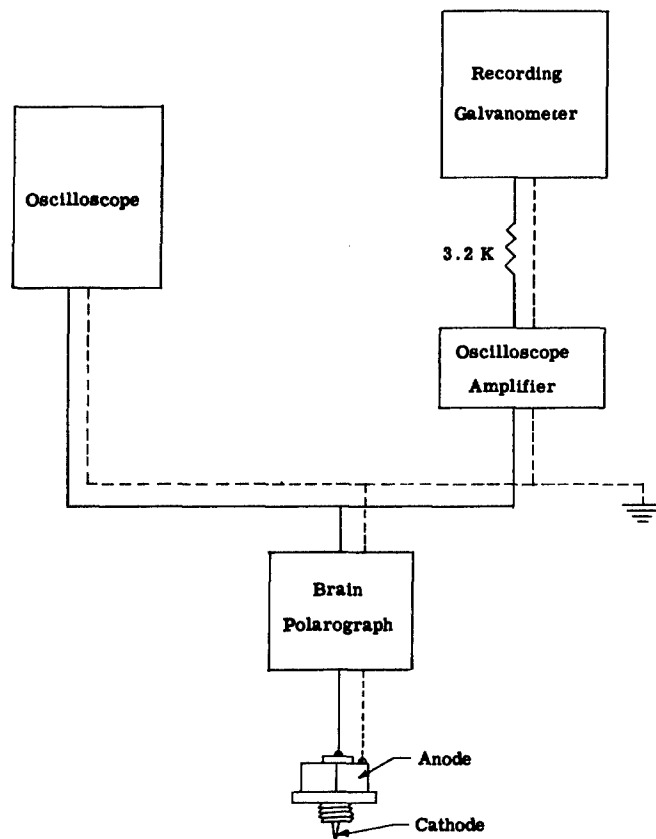 Recording
Galvanometer
Oscilloscope
3.2 K
Oscilloscope
Amplifier
Brain
Polarograph
Anode
Cathode